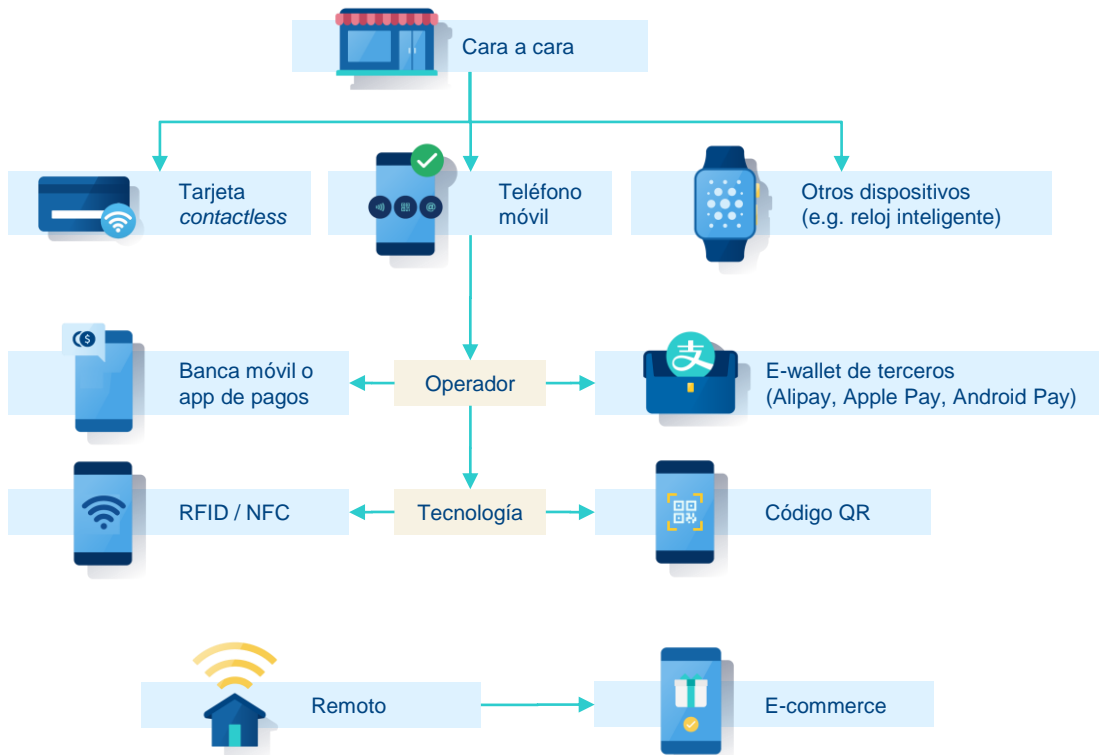 Cara a cara
Tarjeta
contactless
Teléfono
móvil
Otros dispositivos
(e.g. reloj inteligente)
Banca móvil o
app de pagos
Operador
E-wallet de terceros
(Alipay, Apple Pay, Android Pay)
RFID / NFC
Tecnología
Código QR
Remoto
E-commerce